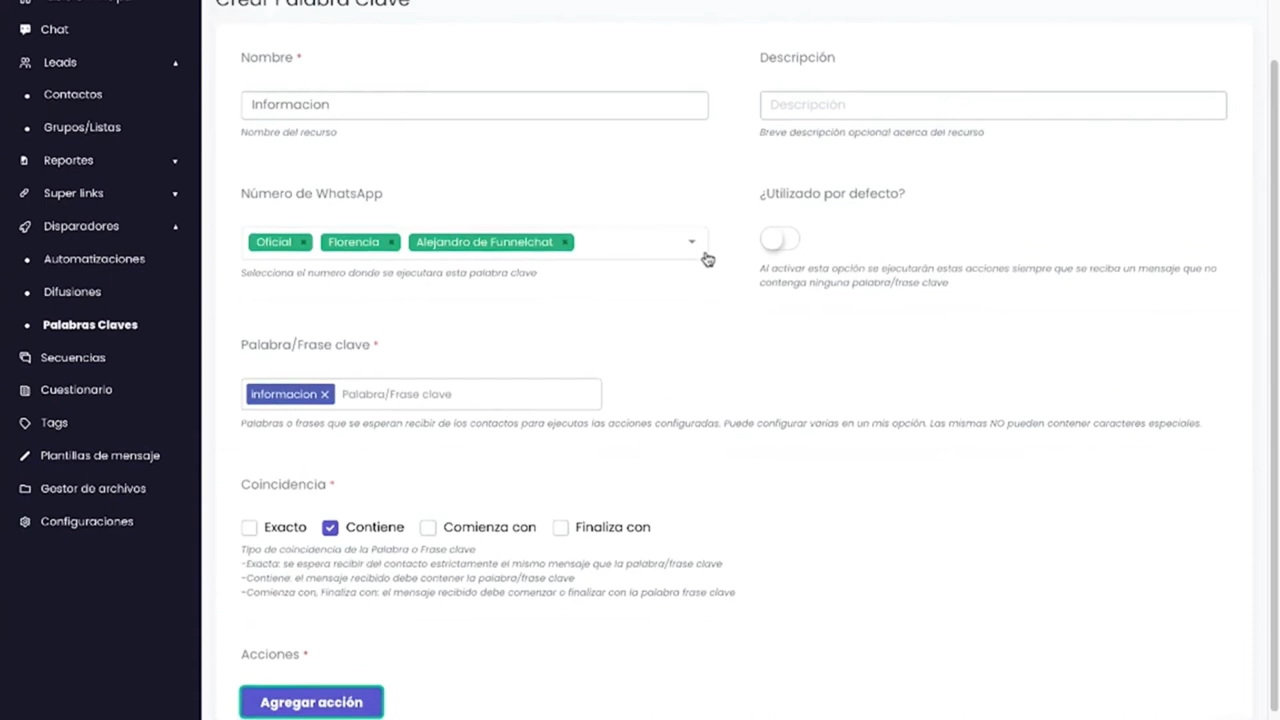 Crear Palabra Clave
Chat
Leads
Contactos
Grupos/Listas
Reportes
Super links
Disparadores
Automatizaciones
Difusiones
Palabras Claves
Secuencias
Cuestionario
Tags
Plantillas de mensaje
Gestor de archivos
Configuraciones
Nombre *
Descripción
Informacion
Descripción
Nombre del recurso
Breve descripción opcional acerca del recurso
Número de WhatsApp
¿Utilizado por defecto?
Oficial × Florencia × Alejandro de Funnelchat ×
Selecciona el numero donde se ejecutara esta palabra clave
Al activar esta opción se ejecutarán estas acciones siempre que se reciba un mensaje que no
contenga ninguna palabra/frase clave
Palabra/Frase clave *
informacion × Palabra/Frase clave
Palabras o frases que se esperan recibir de los contactos para ejecutas las acciones configuradas. Puede configurar varias en un mis opción. Las mismas NO pueden contener caracteres especiales.
Coincidencia *
Exacto Contiene Comienza con Finaliza con
Tipo de coincidencia de la Palabra o Frase clave
-Exacta: se espera recibir del contacto estrictamente el mismo mensaje que la palabra/frase clave
-Contiene: el mensaje recibido debe contener la palabra/frase clave
-Comienza con, Finaliza con: el mensaje recibido debe comenzar o finalizar con la palabra frase clave
Acciones *
Agregar acción